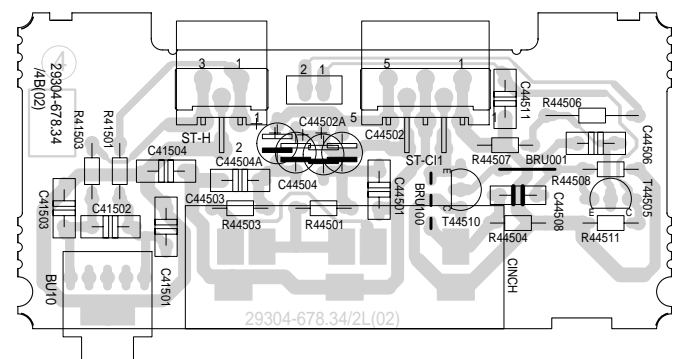 29304-678.34
/4B(02)
3 1
2
2 1
5 1
1
5
1
ST-H
C44502A
C44502
ST-CI1
C44511
R44506
C44506
R41503
R41501
C41504
C44504A
C44504
R44507
BRU001
R44508
T44505
C41503
C41502
C44503
R44503
R44501
C44501
BRU100
E
C
T44510
R44504
C44508
E C
R44511
C41501
BU10
CINCH
29304-678.34/2L(02)